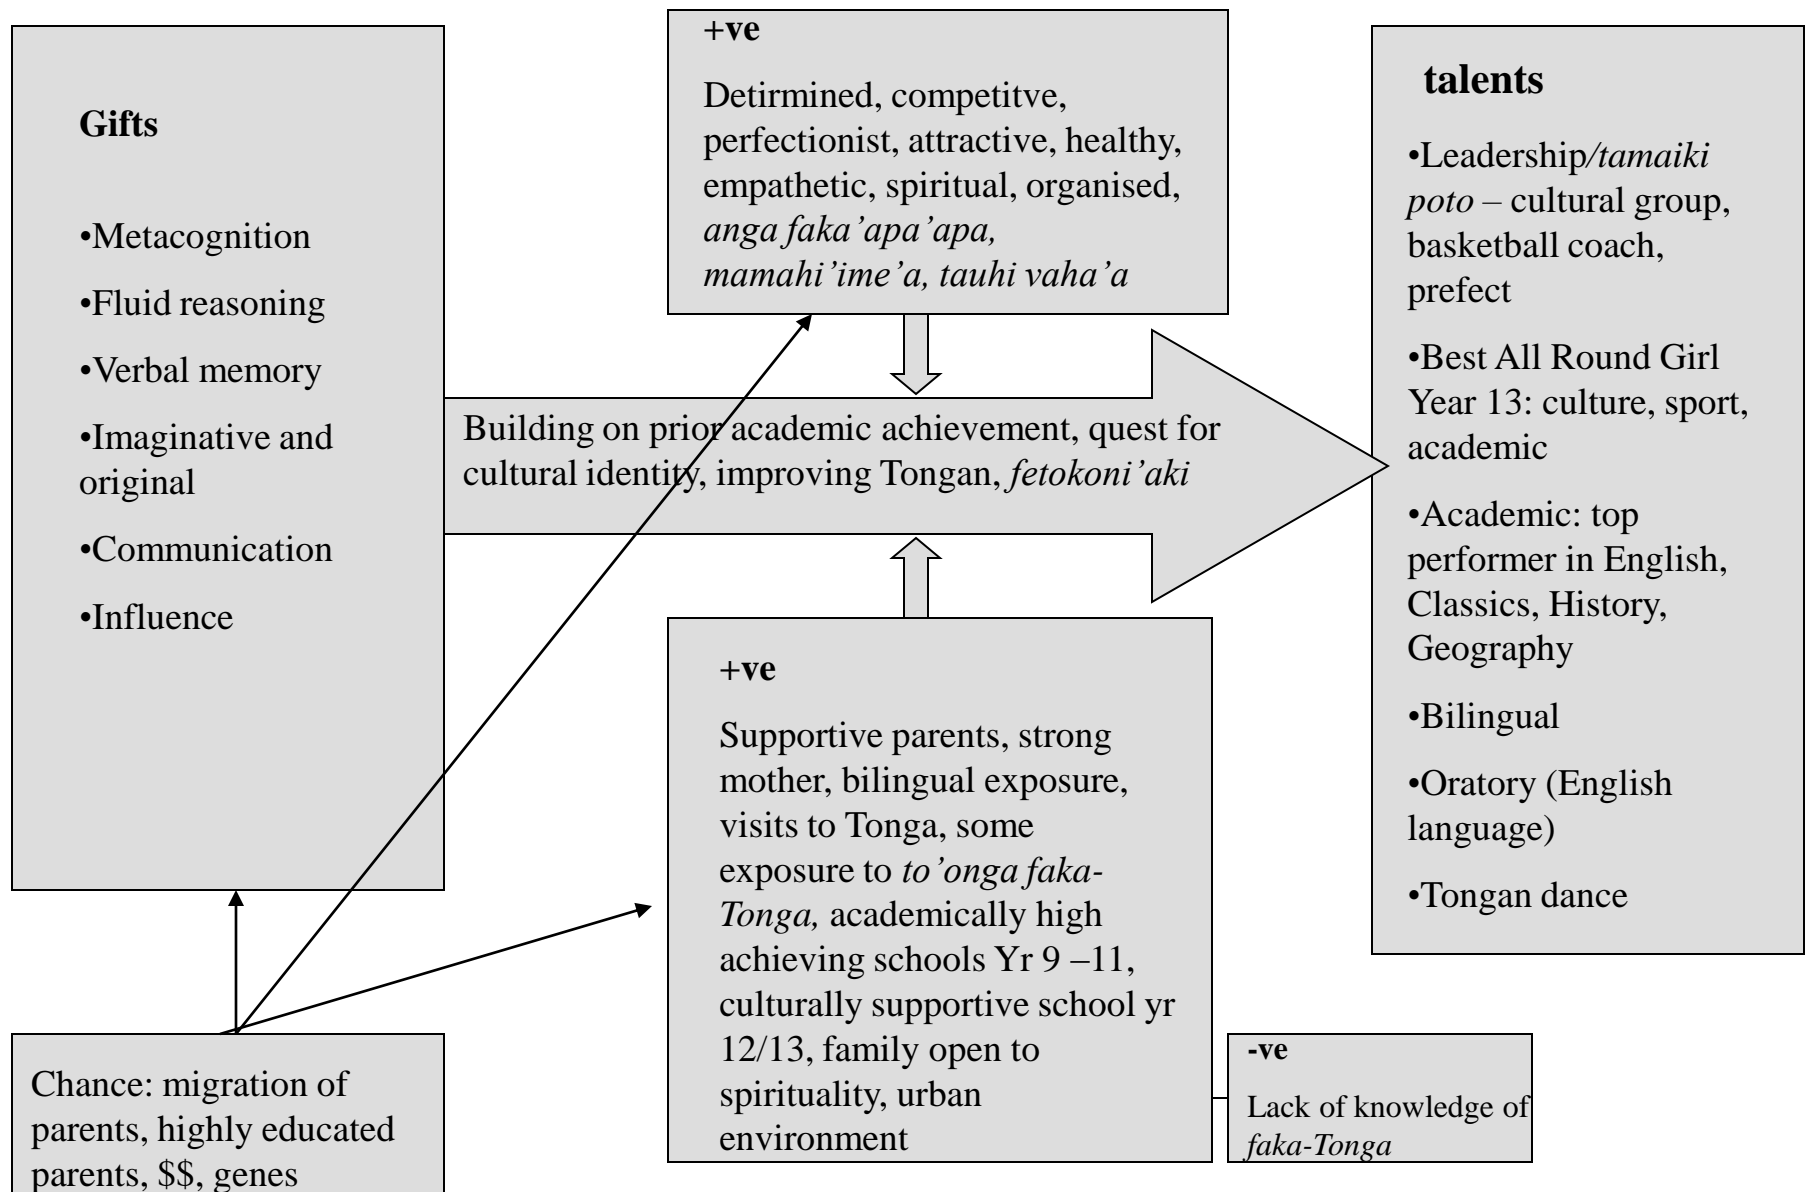 Gifts
•Metacognition
•Fluid reasoning
•Verbal memory
•Imaginative and
original
•Communication
•Influence
+ve
Detirmined, competitve,
perfectionist, attractive, healthy,
empathetic, spiritual, organised,
anga faka’apa’apa,
mamahi’ime’a, tauhi vaha’a
Building on prior academic achievement, quest for
cultural identity, improving Tongan, fetokoni’aki
+ve
Supportive parents, strong
mother, bilingual exposure,
visits to Tonga, some
exposure to to’onga faka-
Tonga, academically high
achieving schools Yr 9 –11,
culturally supportive school yr
12/13, family open to
spirituality, urban
environment
-ve
Lack of knowledge of
faka-Tonga
talents
•Leadership/tamaiki
poto – cultural group,
basketball coach,
prefect
•Best All Round Girl
Year 13: culture, sport,
academic
•Academic: top
performer in English,
Classics, History,
Geography
•Bilingual
•Oratory (English
language)
•Tongan dance
Chance: migration of
parents, highly educated
parents, $$, genes